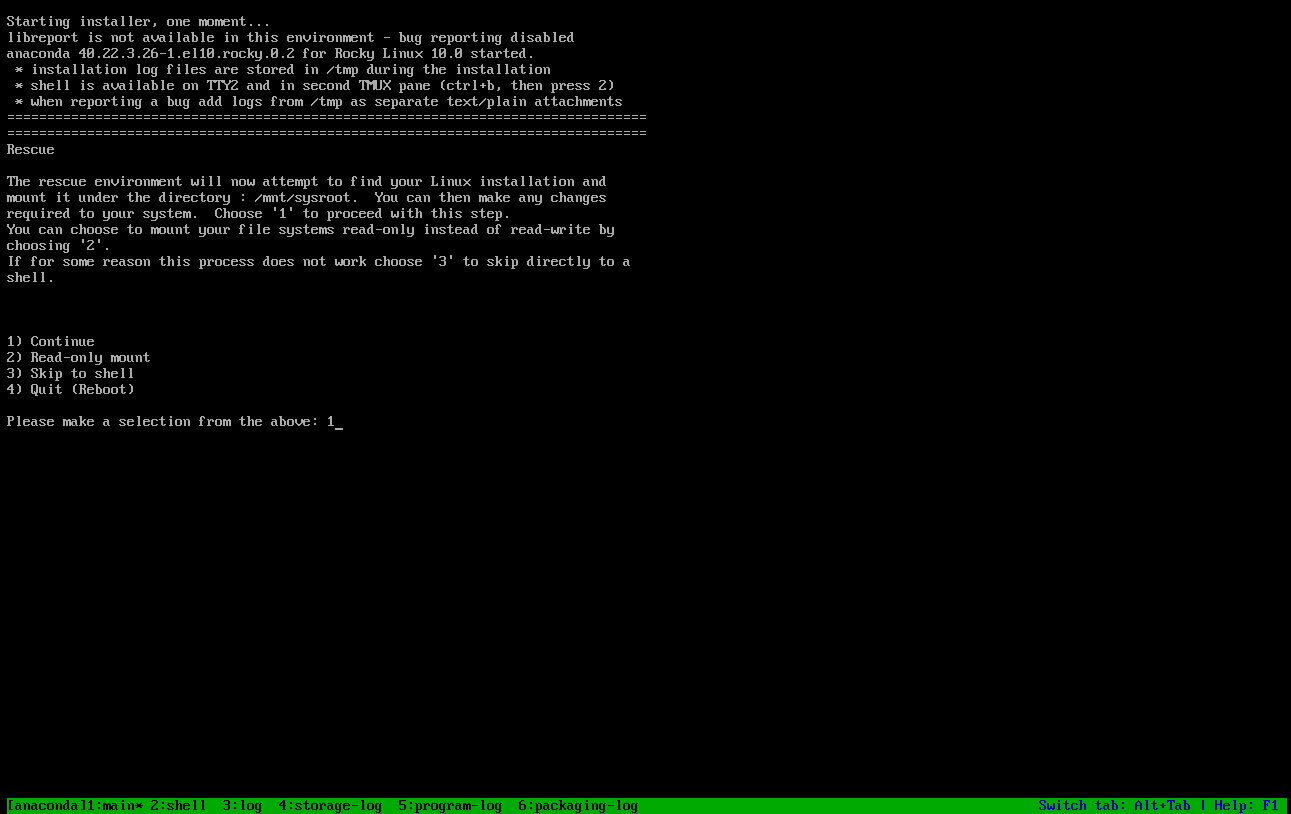 Starting installer, one moment...
libreport is not available in this environment - bug reporting disabled
anaconda 40.22.3.26-1.el10.rocky.0.2 for Rocky Linux 10.0 started.
 * installation log files are stored in /tmp during the installation
 * shell is available on TTY2 and in second TMUX pane (ctrl+b, then press 2)
 * when reporting a bug add logs from /tmp as separate text/plain attachments
================================================================================
================================================================================
Rescue

The rescue environment will now attempt to find your Linux installation and
mount it under the directory : /mnt/sysroot.  You can then make any changes
required to your system.  Choose '1' to proceed with this step.
You can choose to mount your file systems read-only instead of read-write by
choosing '2'.
If for some reason this process does not work choose '3' to skip directly to a
shell.

1) Continue
2) Read-only mount
3) Skip to shell
4) Quit (Reboot)

Please make a selection from the above: 1_
[anaconda]1:main* 2:shell  3:log  4:storage-log  5:program-log  6:packaging-log    Switch tab: Alt+Tab | Help: F1